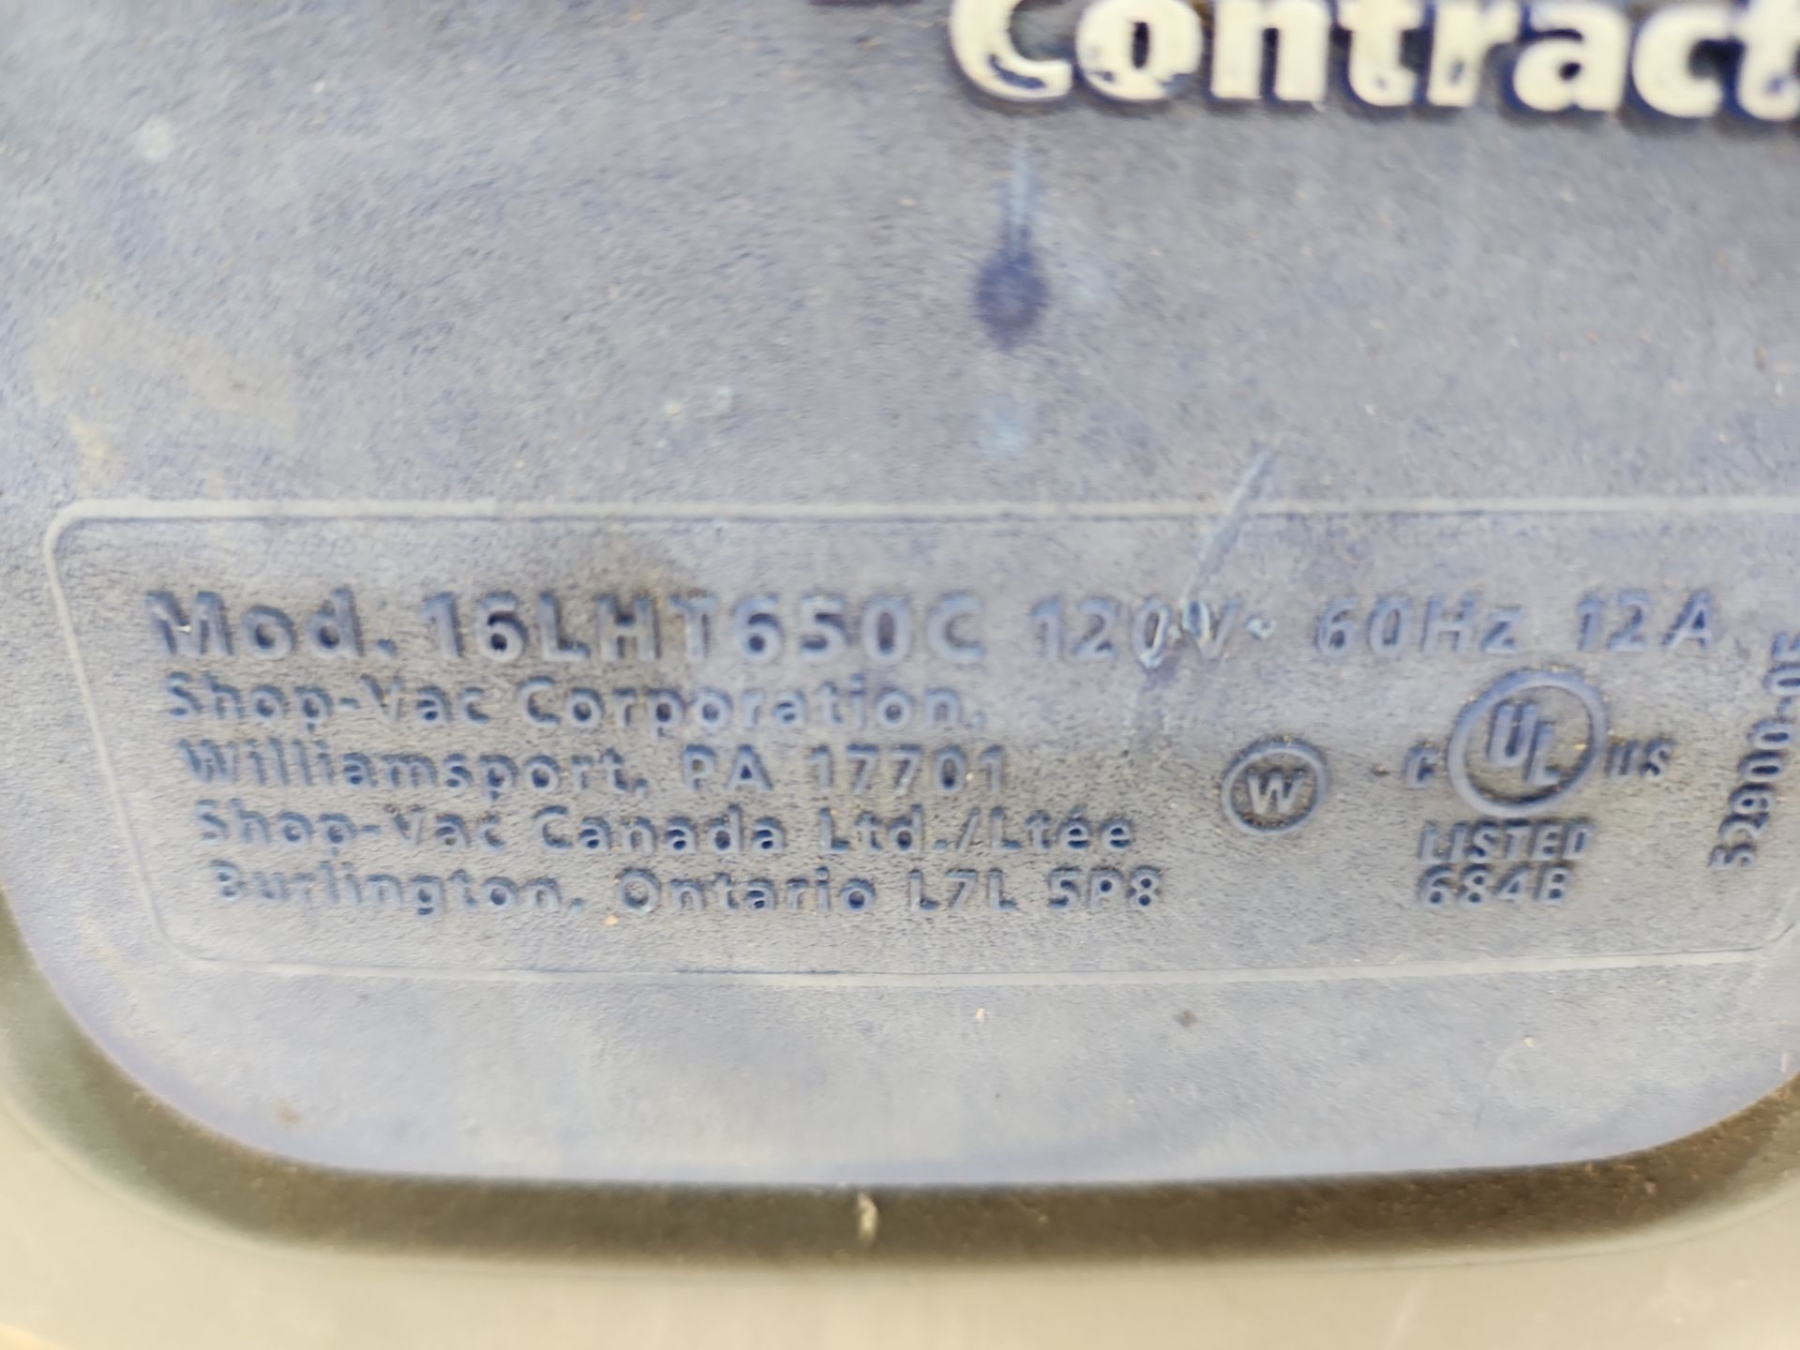 Contract
Mod. 16LHT650C 120V~ 60Hz 12A
Shop-Vac Corporation,
Williamsport, PA 17701
Shop-Vac Canada Ltd./Ltée
Burlington, Ontario L7L 5P8
W
C UL US
LISTED
684B